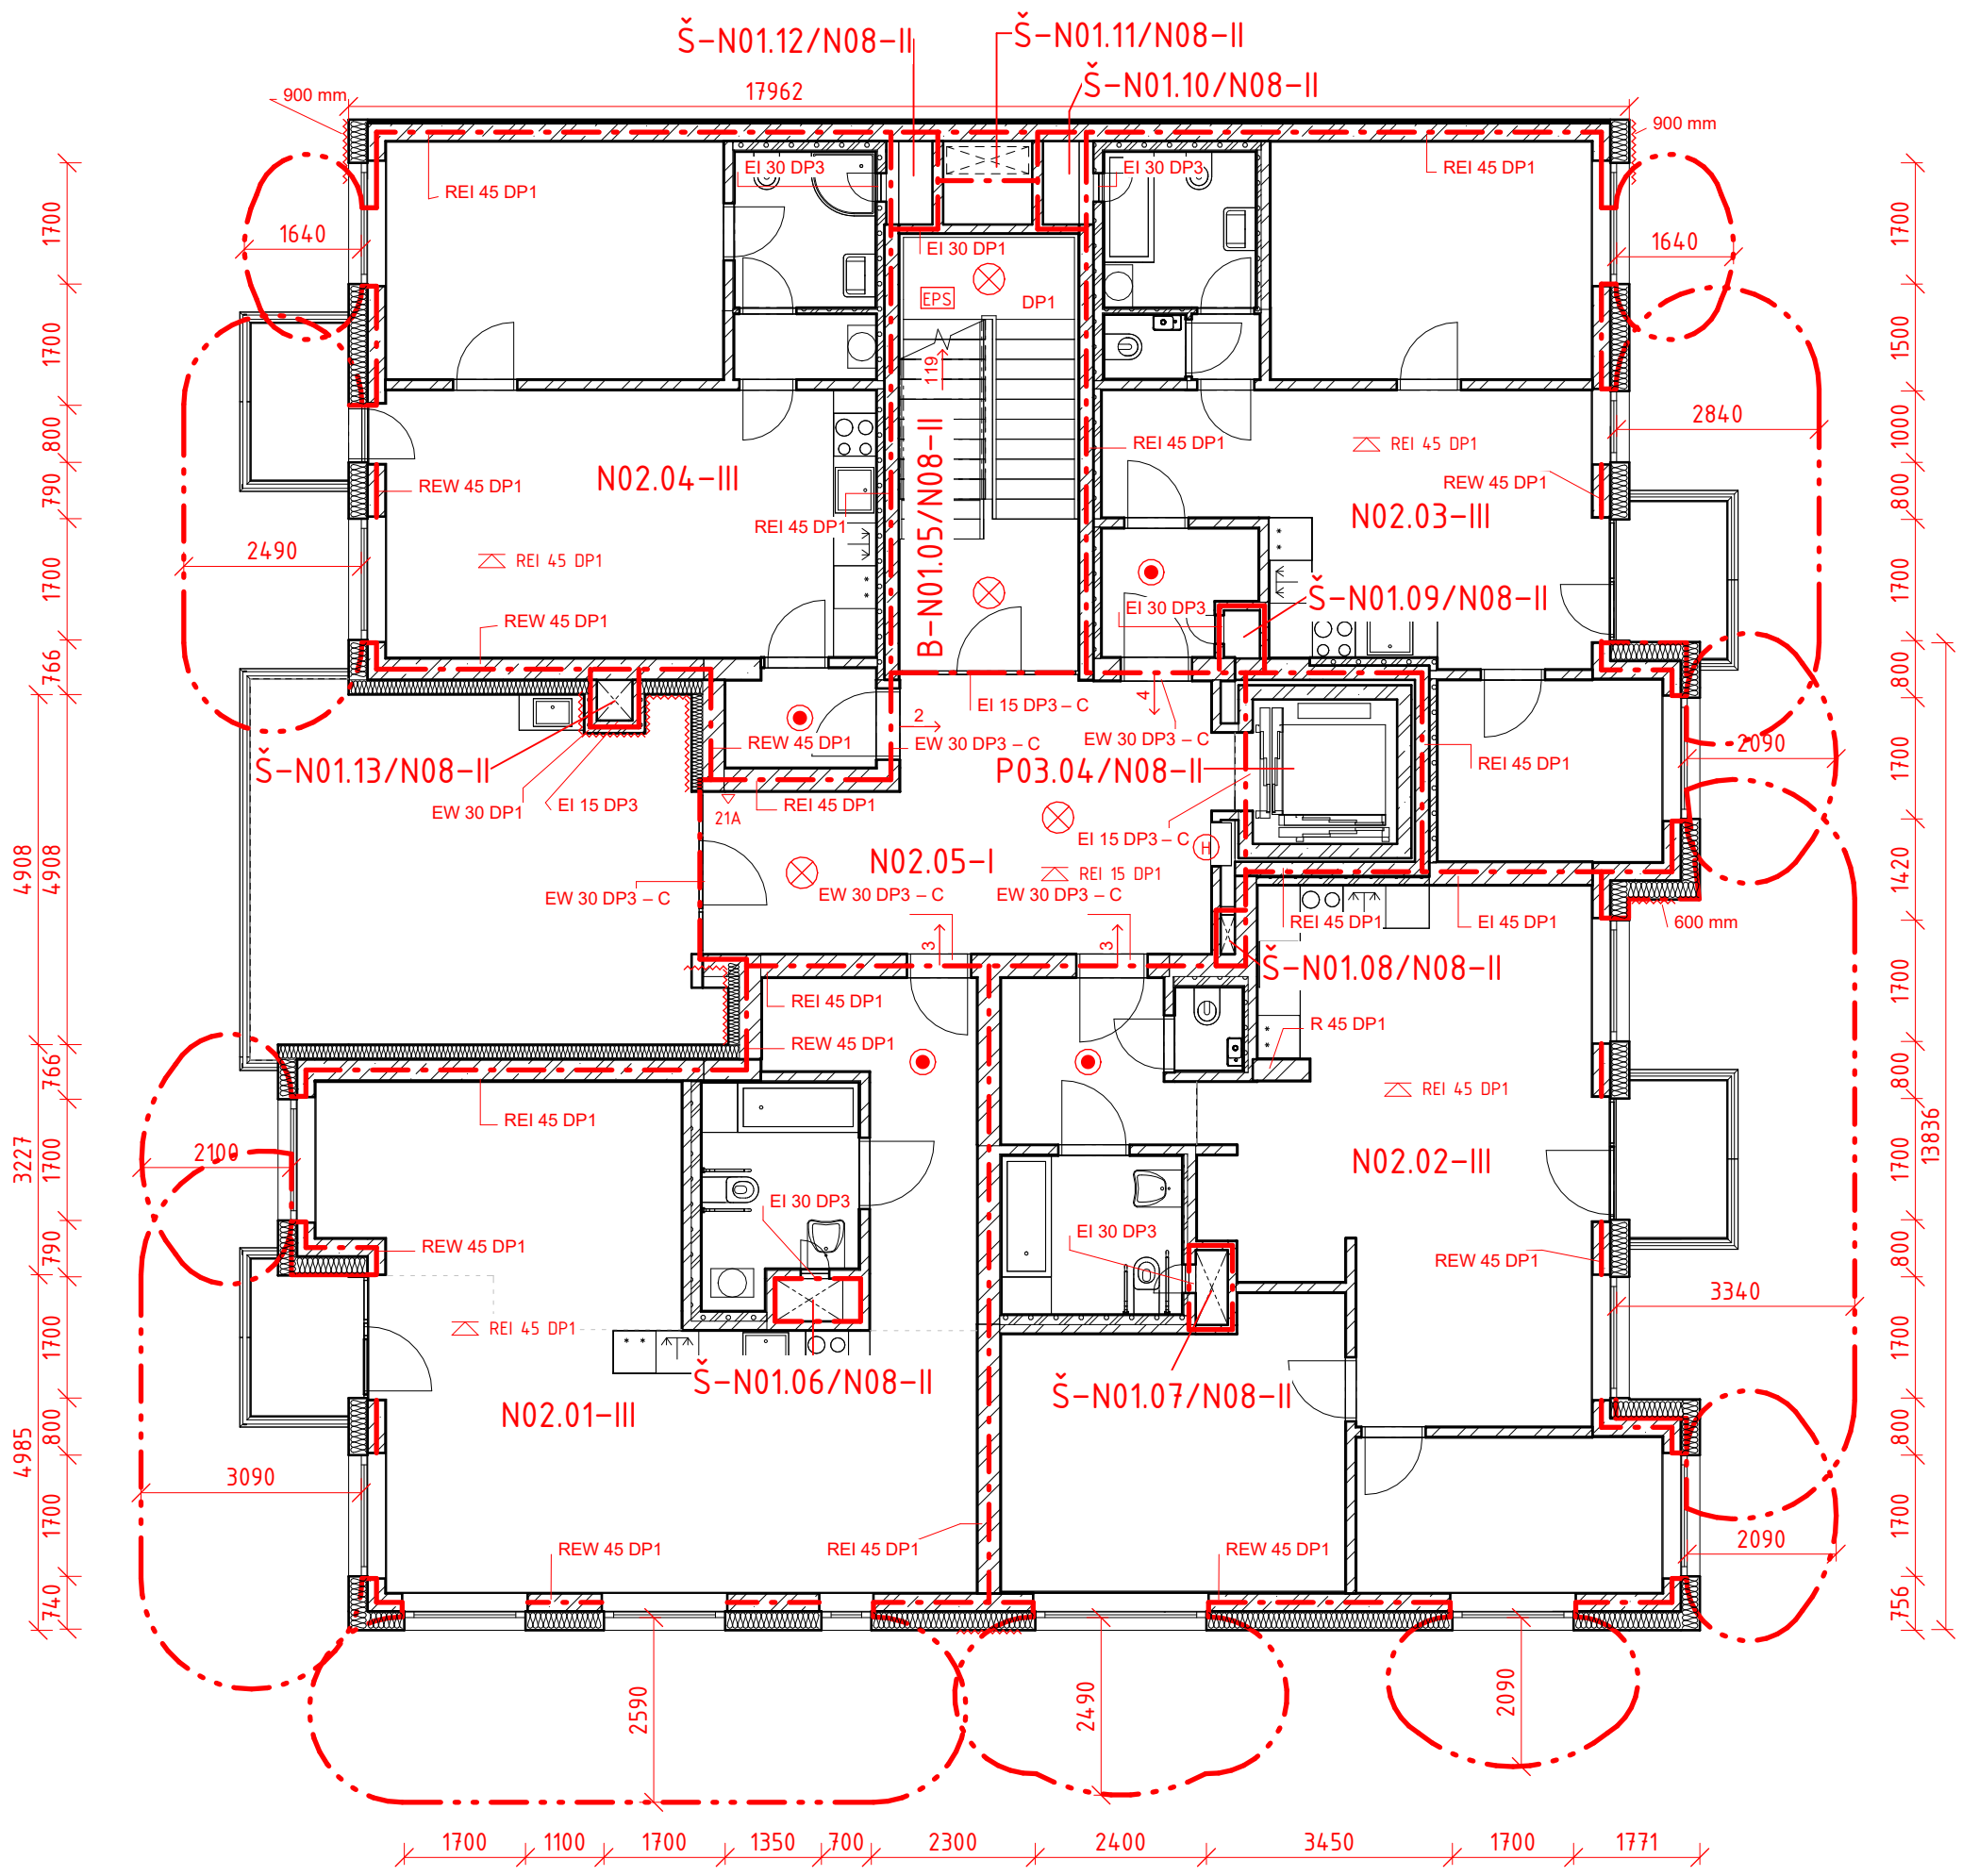 Š-N01.12/N08-II
Š-N01.11/N08-II
Š-N01.10/N08-II
900 mm
17962
900 mm
REI 45 DP1
EI 30 DP3
EI 30 DP3
REI 45 DP1
1700
1640
EI 30 DP1
1640
1700
EPS
DP1
1700
119
1500
800
2840
1000
REI 45 DP1
REI 45 DP1
N02.04-III
B-N01.05/N08-II
790
REW 45 DP1
REW 45 DP1
800
REI 45 DP1
N02.03-III
2490
REI 45 DP1
1700
1700
Š-N01.09/N08-II
EI 30 DP3
REW 45 DP1
766
800
EI 15 DP3 – C
4
2
REW 45 DP1
EW 30 DP3 – C
EW 30 DP3 – C
2090
1700
Š-N01.13/N08-II
P03.04/N08-II
REI 45 DP1
EW 30 DP1
EI 15 DP3
REI 45 DP1
21A
EI 15 DP3 – C
H
4908
4908
N02.05-I
REI 15 DP1
1420
EW 30 DP3 – C
EW 30 DP3 – C
EW 30 DP3 – C
REI 45 DP1
EI 45 DP1
600 mm
3
3
Š-N01.08/N08-II
1700
REI 45 DP1
R 45 DP1
REW 45 DP1
766
800
REI 45 DP1
REI 45 DP1
13836
3227
1700
2100
N02.02-III
1700
EI 30 DP3
EI 30 DP3
790
REW 45 DP1
REW 45 DP1
800
3340
REI 45 DP1
1700
1700
Š-N01.06/N08-II
Š-N01.07/N08-II
N02.01-III
4985
800
800
3090
1700
REW 45 DP1
REI 45 DP1
REW 45 DP1
2090
1700
740
756
2590
2490
2090
1700
1100
1700
1350
700
2300
2400
3450
1700
1771